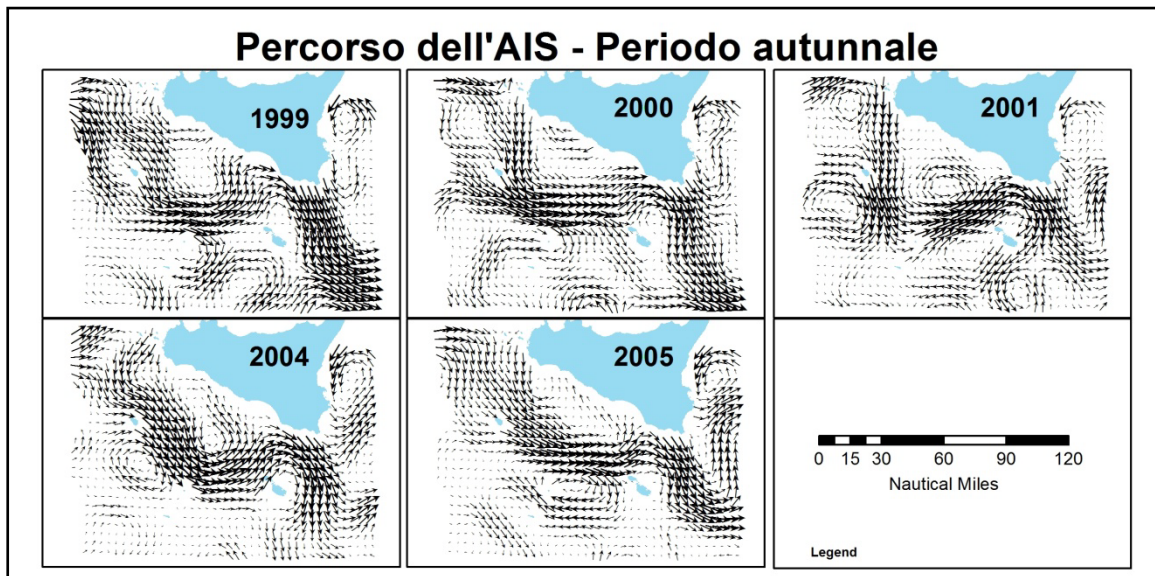 Percorso dell'AIS - Periodo autunnale
1999
2000
2001
2004
2005
0 15 30 60 90 120
Nautical Miles
Legend